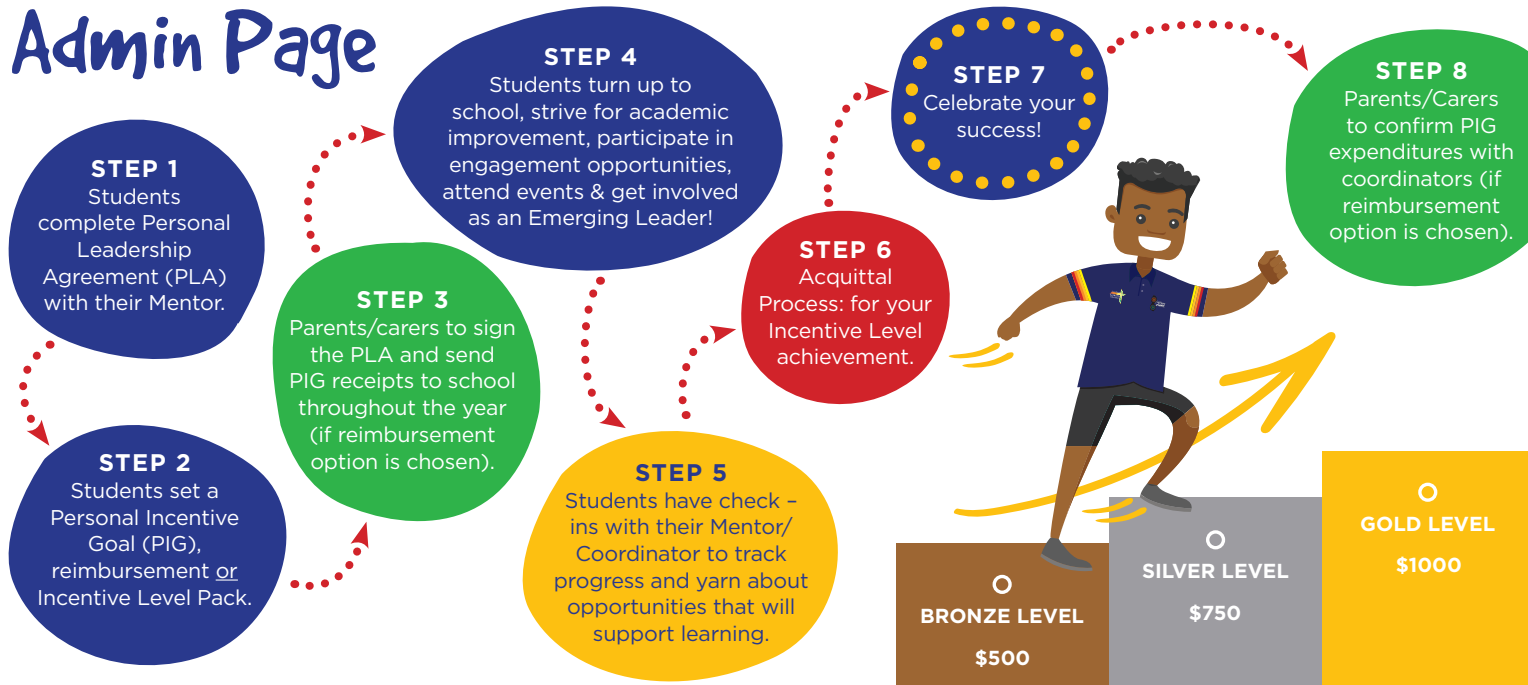 Admin Page
STEP 1
Students
complete Personal
Leadership
Agreement (PLA)
with their Mentor.
STEP 2
Students set a
Personal Incentive
Goal (PIG),
reimbursement or
Incentive Level Pack.
STEP 3
Parents/carers to sign
the PLA and send
PIG receipts to school
throughout the year
(if reimbursement
option is chosen).
STEP 4
Students turn up to
school, strive for academic
improvement, participate in
engagement opportunities,
attend events & get involved
as an Emerging Leader!
STEP 5
Students have check –
ins with their Mentor/
Coordinator to track
progress and yarn about
opportunities that will
support learning.
STEP 6
Acquittal
Process: for your
Incentive Level
achievement.
STEP 7
Celebrate your
success!
STEP 8
Parents/Carers
to confirm PIG
expenditures with
coordinators (if
reimbursement
option is chosen).
BRONZE LEVEL
$500
SILVER LEVEL
$750
GOLD LEVEL
$1000